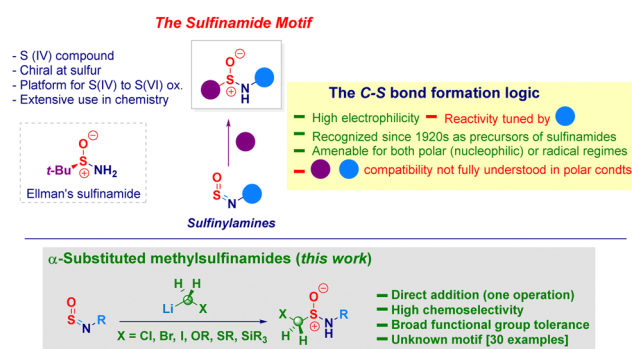 The Sulfinamide Motif
- S (IV) compound
- Chiral at sulfur
- Platform for S(IV) to S(VI) ox.
- Extensive use in chemistry
O
S
N
H
t-Bu
O
S
NH2
Ellman's sulfinamide
O
S
N
Sulfinylamines
The C-S bond formation logic
High electrophilicity
Reactivity tuned by
Recognized since 1920s as precursors of sulfinamides
Amenable for both polar (nucleophilic) or radical regimes
compatibility not fully understood in polar condts
α-Substituted methylsulfinamides (this work)
O
S
N
R
H
H
Li
X
X = Cl, Br, I, OR, SR, SiR3
O
X
S
R
N
H
H
H
Direct addition (one operation)
High chemoselectivity
Broad functional group tolerance
Unknown motif [30 examples]